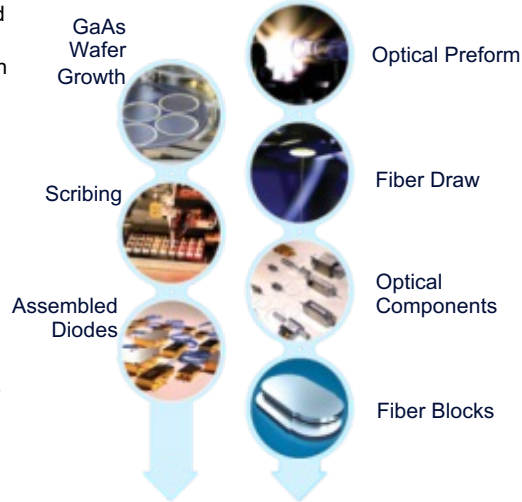 d
n
GaAs
Wafer
Growth
Scribing
Assembled
Diodes
Optical Preform
Fiber Draw
Optical
Components
Fiber Blocks